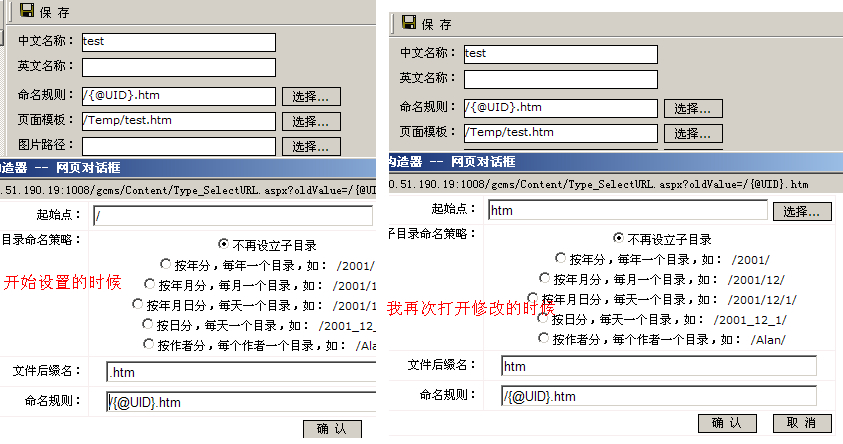 保 存
中文名称： test
英文名称：
命名规则： /{@UID}.htm 选择...
页面模板： /Temp/test.htm 选择...
图片路径： 选择...
造器 -- 网页对话框
.51.190.19:1008/gcms/Content/Type_SelectURL.aspx?oldValue=/{@UI
起始点： /
目录命名策略：
不再设立子目录
按年分，每年一个目录，如： /2001/
按年月分，每月一个目录，如： /2001/1
按年月日分，每天一个目录，如： /2001/1
按日分，每天一个目录，如： /2001_12_
按作者分，每个作者一个目录，如： /Ala
开始设置的时候
文件后缀名： .htm
命名规则： /{@UID}.htm
确 认
保 存
中文名称： test
英文名称：
命名规则： /{@UID}.htm 选择...
页面模板： /Temp/test.htm 选择...
构造器 -- 网页对话框
0.51.190.19:1008/gcms/Content/Type_SelectURL.aspx?oldValue=/{@UID}.htm
起始点： htm 选择...
子目录命名策略：
不再设立子目录
按年分，每年一个目录，如： /2001/
按年月分，每月一个目录，如： /2001/12/
按年月日分，每天一个目录，如： /2001/12/1/
我再次打开修改的时候
按日分，每天一个目录，如： /2001_12_1/
按作者分，每个作者一个目录，如： /Alan/
文件后缀名： htm
命名规则： /{@UID}.htm
确 认 取 消